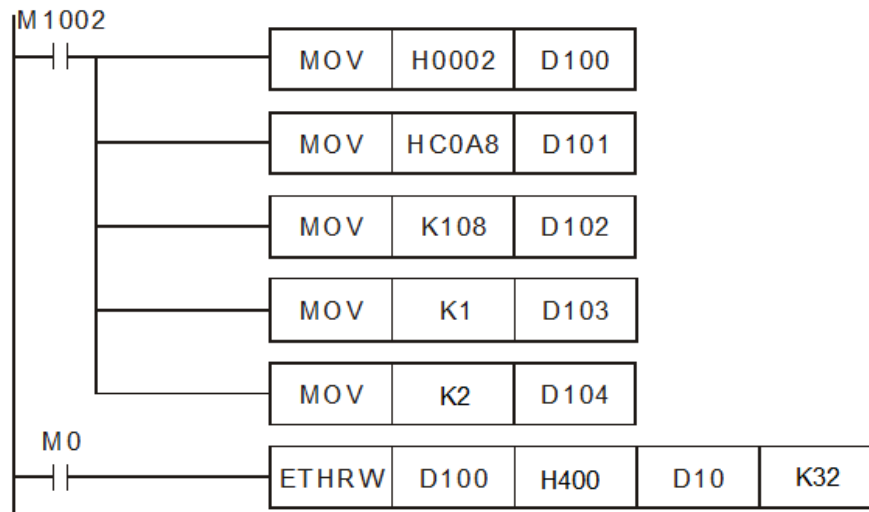 M1002
MOV H0002 D100
MOV HC0A8 D101
MOV K108 D102
MOV K1 D103
MOV K2 D104
M0
ETHRW D100 H400 D10 K32